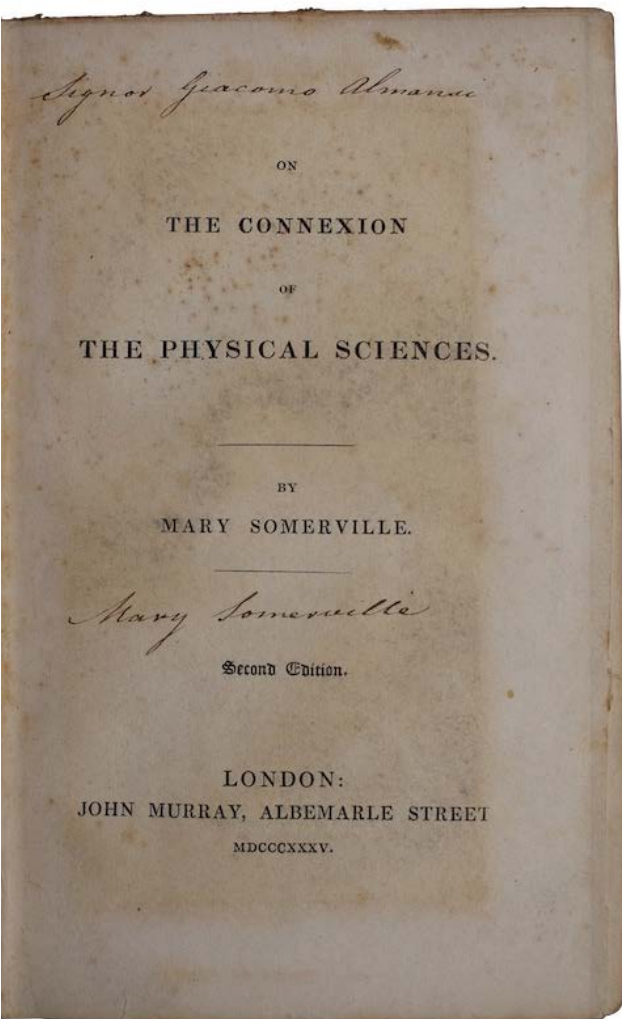 Signor Giacomo Almansi
ON
THE CONNEXION
OF
THE PHYSICAL SCIENCES.
BY
MARY SOMERVILLE.
Mary Somerville
Second Edition.
LONDON:
JOHN MURRAY, ALBEMARLE STREET
MDCCCXXXV.